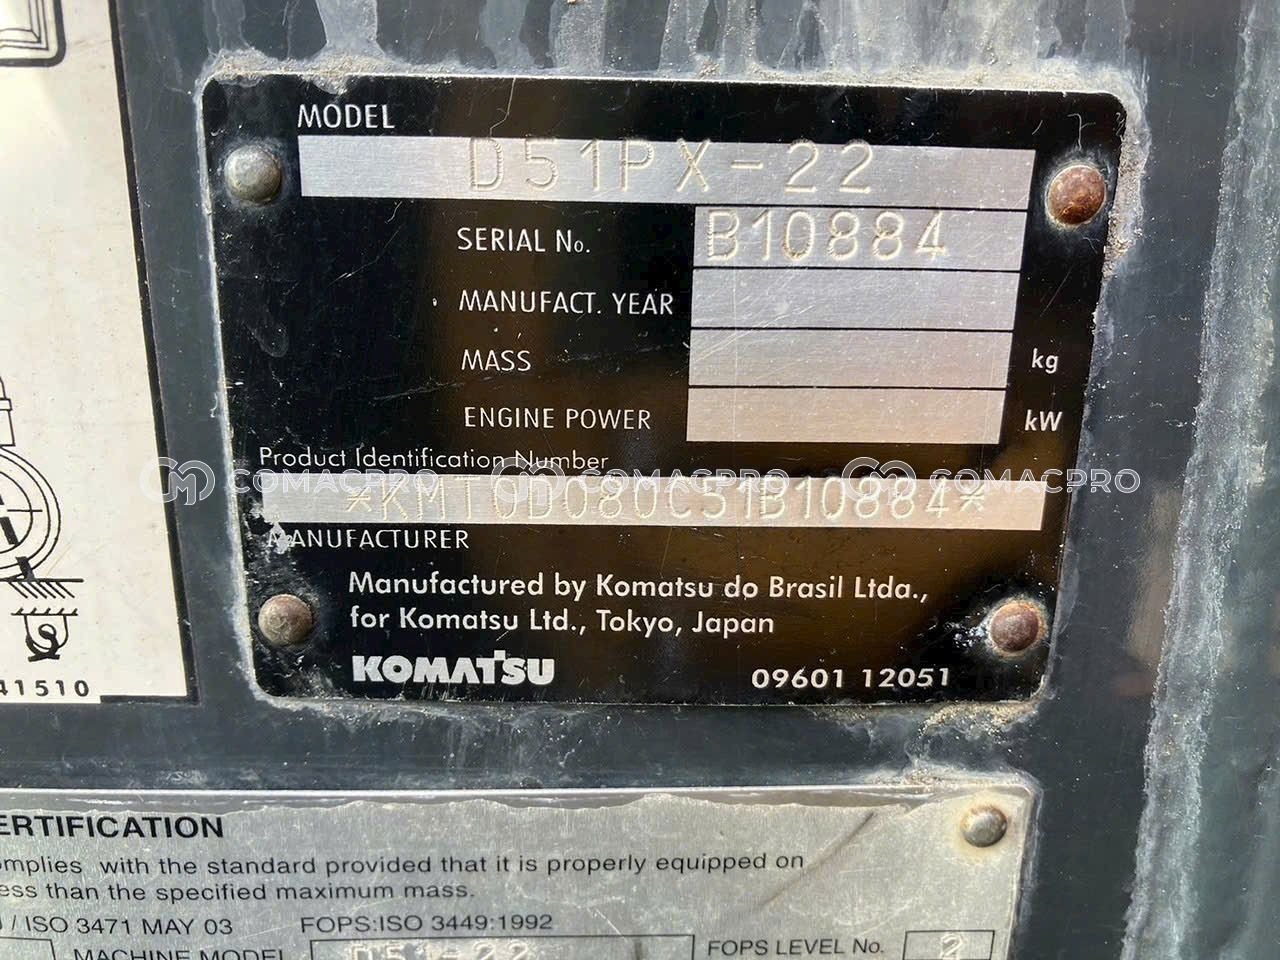 MODEL
D51PX-22
SERIAL No. B10884
MANUFACT. YEAR
MASS kg
ENGINE POWER kW
Product Identification Number
COMACPRO COMACPRO COMACPRO
*KMT0D080C51B10884*
MANUFACTURER
Manufactured by Komatsu do Brasil Ltda.,
for Komatsu Ltd., Tokyo, Japan
KOMATSU 09601 12051
41510
ERTIFICATION
omplies with the standard provided that it is properly equipped on
ess than the specified maximum mass.
/ ISO 3471 MAY 03 FOPS:ISO 3449:1992
MACHINE MODEL D51-22 FOPS LEVEL No. 2